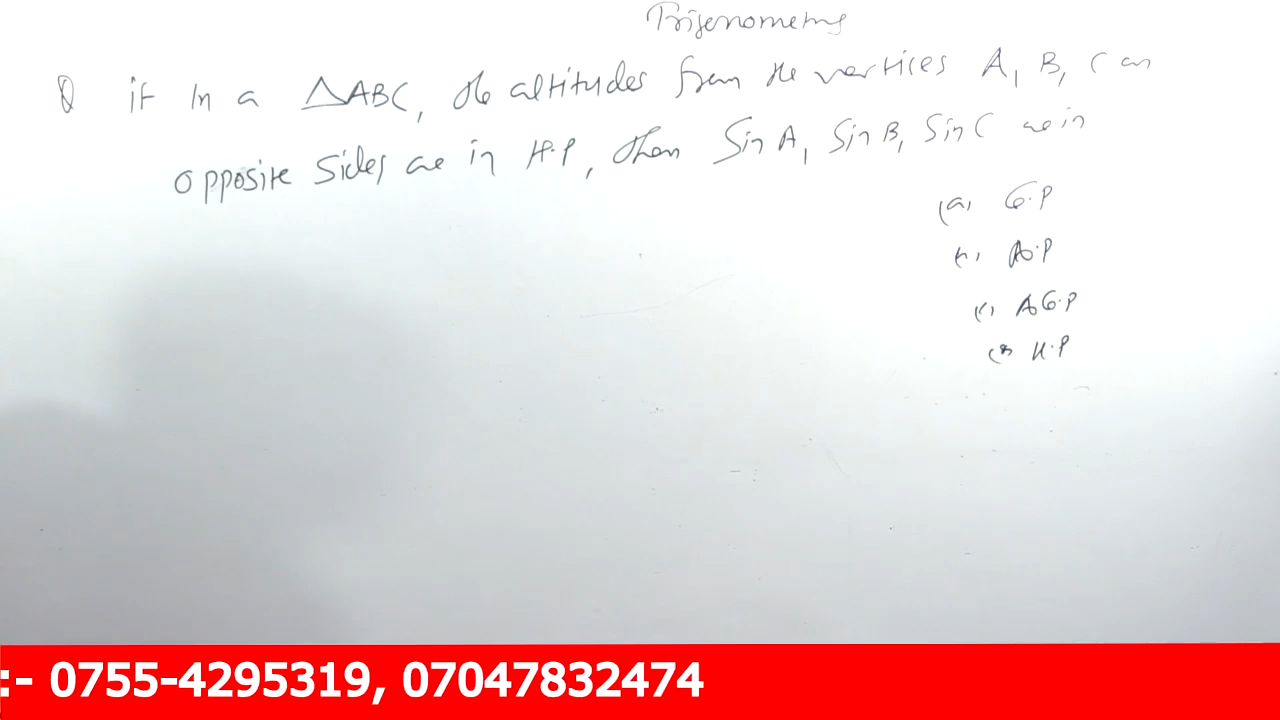 Trigonometry
Q if In a △ABC, the altitudes from the vertices A, B, C on
opposite sides are in H.P, then Sin A, Sin B, Sin C are in
(a) G.P
A.P
(c) A.G.P
H.P
:- 0755-4295319, 07047832474